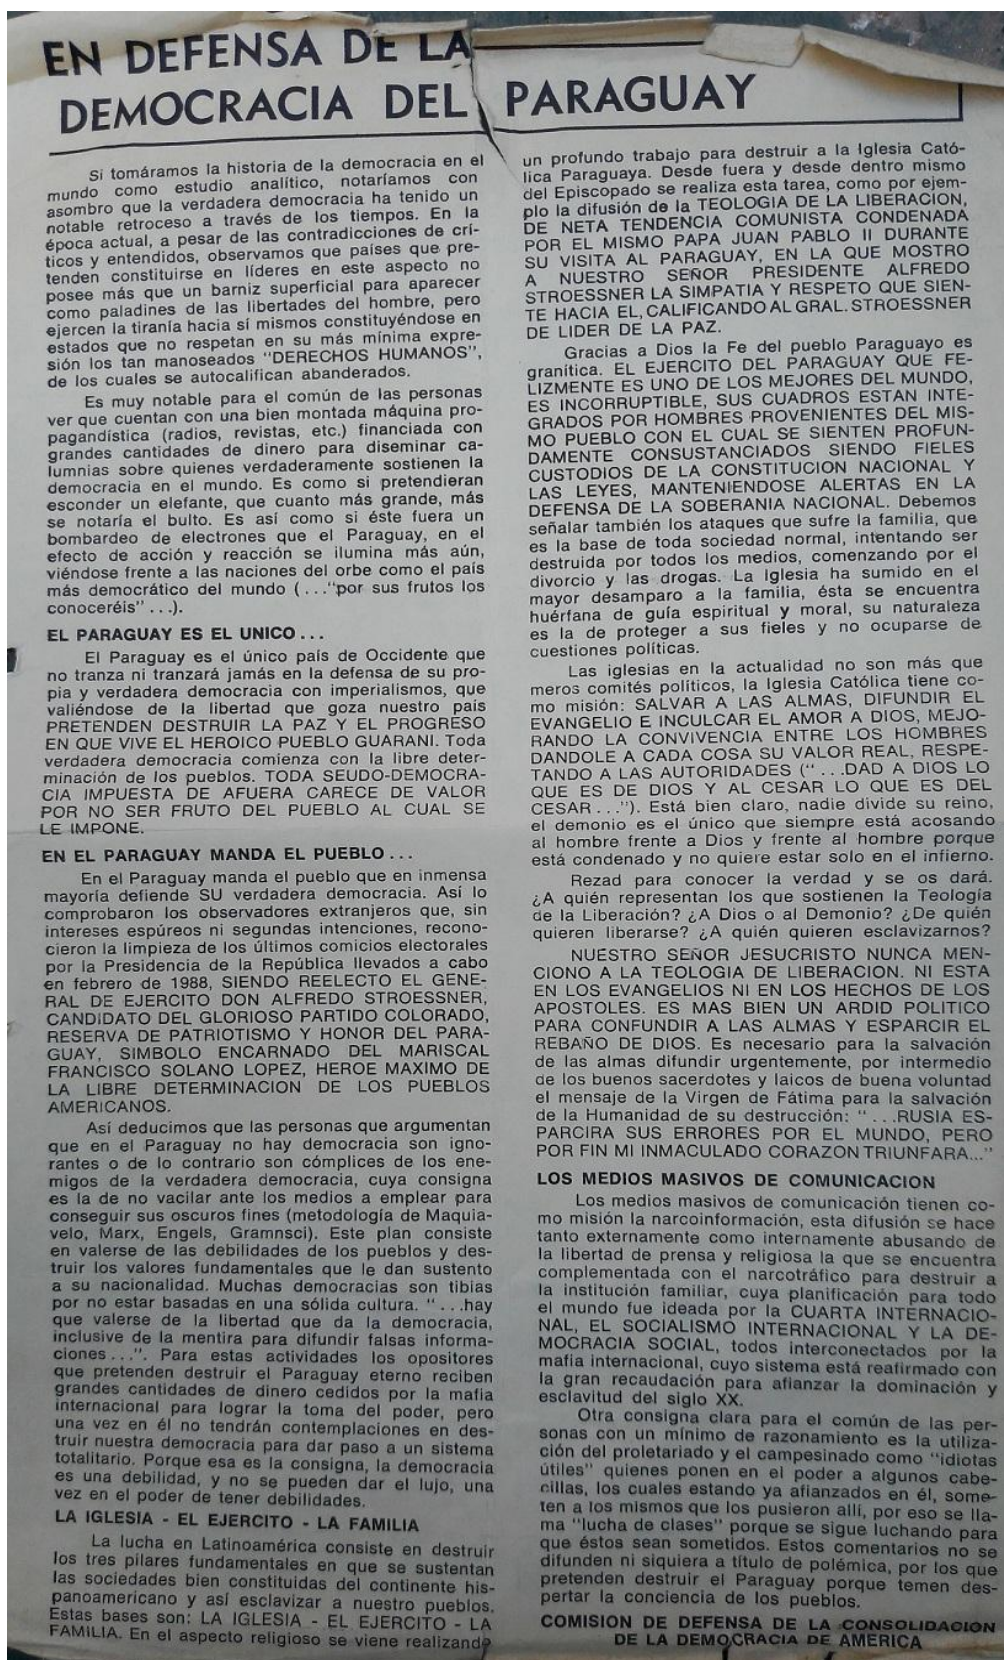 EN DEFENSA DE LA
DEMOCRACIA DEL PARAGUAY
Si tomáramos la historia de la democracia en el
mundo como estudio analítico, notaríamos con
asombro que la verdadera democracia ha tenido un
notable retroceso a través de los tiempos. En la
época actual, a pesar de las contradicciones de crí-
ticos y entendidos, observamos que países que pre-
tenden constituirse en líderes en este aspecto no
posee más que un barniz superficial para aparecer
como paladines de las libertades del hombre, pero
ejercen la tiranía hacia sí mismos constituyéndose en
estados que no respetan en su más mínima expre-
sión los tan manoseados "DERECHOS HUMANOS",
de los cuales se autocalifican abanderados.
Es muy notable para el común de las personas
ver que cuentan con una bien montada máquina pro-
pagandística (radios, revistas, etc.) financiada con
grandes cantidades de dinero para diseminar ca-
lumnias sobre quienes verdaderamente sostienen la
democracia en el mundo. Es como si pretendieran
esconder un elefante, que cuanto más grande, más
se notaría el bulto. Es así como si éste fuera un
bombardeo de electrones que el Paraguay, en el
efecto de acción y reacción se ilumina más aún,
viéndose frente a las naciones del orbe como el país
más democrático del mundo (..."por sus frutos los
conoceréis"...).
EL PARAGUAY ES EL UNICO...
El Paraguay es el único país de Occidente que
no tranza ni tranzará jamás en la defensa de su pro-
pia y verdadera democracia con imperialismos, que
valiéndose de la libertad que goza nuestro país
PRETENDEN DESTRUIR LA PAZ Y EL PROGRESO
EN QUE VIVE EL HEROICO PUEBLO GUARANI. Toda
verdadera democracia comienza con la libre deter-
minación de los pueblos. TODA SEUDO-DEMOCRA-
CIA IMPUESTA DE AFUERA CARECE DE VALOR
POR NO SER FRUTO DEL PUEBLO AL CUAL SE
LE IMPONE.
EN EL PARAGUAY MANDA EL PUEBLO...
En el Paraguay manda el pueblo que en inmensa
mayoría defiende SU verdadera democracia. Así lo
comprobaron los observadores extranjeros que, sin
intereses espúreos ni segundas intenciones, recono-
cieron la limpieza de los últimos comicios electorales
por la Presidencia de la República llevados a cabo
en febrero de 1988, SIENDO REELECTO EL GENE-
RAL DE EJERCITO DON ALFREDO STROESSNER,
CANDIDATO DEL GLORIOSO PARTIDO COLORADO,
RESERVA DE PATRIOTISMO Y HONOR DEL PARA-
GUAY, SIMBOLO ENCARNADO DEL MARISCAL
FRANCISCO SOLANO LOPEZ, HEROE MAXIMO DE
LA LIBRE DETERMINACION DE LOS PUEBLOS
AMERICANOS.
Así deducimos que las personas que argumentan
que en el Paraguay no hay democracia son igno-
rantes o de lo contrario son cómplices de los ene-
migos de la verdadera democracia, cuya consigna
es la de no vacilar ante los medios a emplear para
conseguir sus oscuros fines (metodología de Maquia-
velo, Marx, Engels, Gramnsci). Este plan consiste
en valerse de las debilidades de los pueblos y des-
truir los valores fundamentales que le dan sustento
a su nacionalidad. Muchas democracias son tibias
por no estar basadas en una sólida cultura. "...hay
que valerse de la libertad que da la democracia,
inclusive de la mentira para difundir falsas informa-
ciones...". Para estas actividades los opositores
que pretenden destruir el Paraguay eterno reciben
grandes cantidades de dinero cedidos por la mafia
internacional para lograr la toma del poder, pero
una vez en él no tendrán contemplaciones en des-
truir nuestra democracia para dar paso a un sistema
totalitario. Porque esa es la consigna, la democracia
es una debilidad, y no se pueden dar el lujo, una
vez en el poder de tener debilidades.
LA IGLESIA - EL EJERCITO - LA FAMILIA
La lucha en Latinoamérica consiste en destruir
los tres pilares fundamentales en que se sustentan
las sociedades bien constituidas del continente his-
panoamericano y así esclavizar a nuestro pueblos.
Estas bases son: LA IGLESIA - EL EJERCITO - LA
FAMILIA. En el aspecto religioso se viene realizando
un profundo trabajo para destruir a la Iglesia Cató-
lica Paraguaya. Desde fuera y desde dentro mismo
del Episcopado se realiza esta tarea, como por ejem-
plo la difusión de la TEOLOGIA DE LA LIBERACION,
DE NETA TENDENCIA COMUNISTA CONDENADA
POR EL MISMO PAPA JUAN PABLO II DURANTE
SU VISITA AL PARAGUAY, EN LA QUE MOSTRO
A NUESTRO SEÑOR PRESIDENTE ALFREDO
STROESSNER LA SIMPATIA Y RESPETO QUE SIEN-
TE HACIA EL, CALIFICANDO AL GRAL. STROESSNER
DE LIDER DE LA PAZ.
Gracias a Dios la Fe del pueblo Paraguayo es
granítica. EL EJERCITO DEL PARAGUAY QUE FE-
LIZMENTE ES UNO DE LOS MEJORES DEL MUNDO,
ES INCORRUPTIBLE, SUS CUADROS ESTAN INTE-
GRADOS POR HOMBRES PROVENIENTES DEL MIS-
MO PUEBLO CON EL CUAL SE SIENTEN PROFUN-
DAMENTE CONSUSTANCIADOS SIENDO FIELES
CUSTODIOS DE LA CONSTITUCION NACIONAL Y
LAS LEYES, MANTENIENDOSE ALERTAS EN LA
DEFENSA DE LA SOBERANIA NACIONAL. Debemos
señalar también los ataques que sufre la familia, que
es la base de toda sociedad normal, intentando ser
destruida por todos los medios, comenzando por el
divorcio y las drogas. La Iglesia ha sumido en el
mayor desamparo a la familia, ésta se encuentra
huérfana de guía espiritual y moral, su naturaleza
es la de proteger a sus fieles y no ocuparse de
cuestiones políticas.
Las iglesias en la actualidad no son más que
meros comités políticos, la Iglesia Católica tiene co-
mo misión: SALVAR A LAS ALMAS, DIFUNDIR EL
EVANGELIO E INCULCAR EL AMOR A DIOS, MEJO-
RANDO LA CONVIVENCIA ENTRE LOS HOMBRES
DANDOLE A CADA COSA SU VALOR REAL, RESPE-
TANDO A LAS AUTORIDADES ("...DAD A DIOS LO
QUE ES DE DIOS Y AL CESAR LO QUE ES DEL
CESAR..."). Está bien claro, nadie divide su reino,
el demonio es el único que siempre está acosando
al hombre frente a Dios y frente al hombre porque
está condenado y no quiere estar solo en el infierno.
Rezad para conocer la verdad y se os dará.
¿A quién representan los que sostienen la Teología
de la Liberación? ¿A Dios o al Demonio? ¿De quién
quieren liberarse? ¿A quién quieren esclavizarnos?
NUESTRO SEÑOR JESUCRISTO NUNCA MEN-
CIONO A LA TEOLOGIA DE LIBERACION. NI ESTA
EN LOS EVANGELIOS NI EN LOS HECHOS DE LOS
APOSTOLES. ES MAS BIEN UN ARDID POLITICO
PARA CONFUNDIR A LAS ALMAS Y ESPARCIR EL
REBAÑO DE DIOS. Es necesario para la salvación
de las almas difundir urgentemente, por intermedio
de los buenos sacerdotes y laicos de buena voluntad
el mensaje de la Virgen de Fátima para la salvación
de la Humanidad de su destrucción: "...RUSIA ES-
PARCIRA SUS ERRORES POR EL MUNDO, PERO
POR FIN MI INMACULADO CORAZON TRIUNFARA..."
LOS MEDIOS MASIVOS DE COMUNICACION
Los medios masivos de comunicación tienen co-
mo misión la narcoinformación, esta difusión se hace
tanto externamente como internamente abusando de
la libertad de prensa y religiosa la que se encuentra
complementada con el narcotráfico para destruir a
la institución familiar, cuya planificación para todo
el mundo fue ideada por la CUARTA INTERNACIO-
NAL, EL SOCIALISMO INTERNACIONAL Y LA DE-
MOCRACIA SOCIAL, todos interconectados por la
mafia internacional, cuyo sistema está reafirmado con
la gran recaudación para afianzar la dominación y
esclavitud del siglo XX.
Otra consigna clara para el común de las per-
sonas con un mínimo de razonamiento es la utiliza-
ción del proletariado y el campesinado como "idiotas
útiles" quienes ponen en el poder a algunos cabe-
cillas, los cuales estando ya afianzados en él, some-
ten a los mismos que los pusieron allí, por eso se lla-
ma "lucha de clases" porque se sigue luchando para
que éstos sean sometidos. Estos comentarios no se
difunden ni siquiera a título de polémica, por los que
pretenden destruir el Paraguay porque temen des-
pertar la conciencia de los pueblos.
COMISION DE DEFENSA DE LA CONSOLIDACION
DE LA DEMOCRACIA DE AMERICA